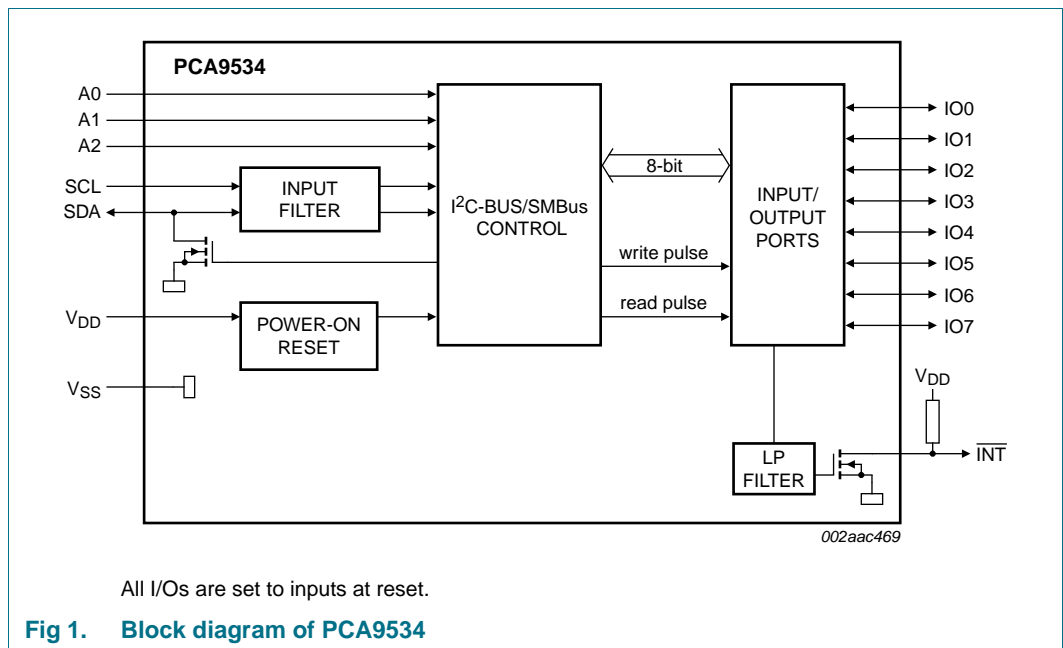 PCA9534
A0
A1
A2
SCL
SDA
VDD
VSS
INPUT
FILTER
POWER-ON
RESET
I2C-BUS/SMBus
CONTROL
8-bit
write pulse
read pulse
INPUT/
OUTPUT
PORTS
IO0
IO1
IO2
IO3
IO4
IO5
IO6
IO7
VDD
INT
LP
FILTER
002aac469
All I/Os are set to inputs at reset.
Fig 1. Block diagram of PCA9534